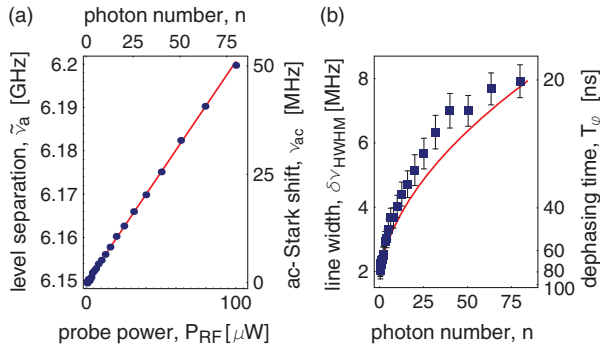 (a)
photon number, n
0 25 50 75
6.2
6.19
6.18
6.17
6.16
6.15
level separation, ν̃a [GHz]
50
25
0
ac-Stark shift, νac [MHz]
0 100
probe power, PRF [μW]
(b)
8
6
4
2
line width, δνHWHM [MHz]
20
40
60
80
100
dephasing time, Tφ [ns]
0 25 50 75
photon number, n